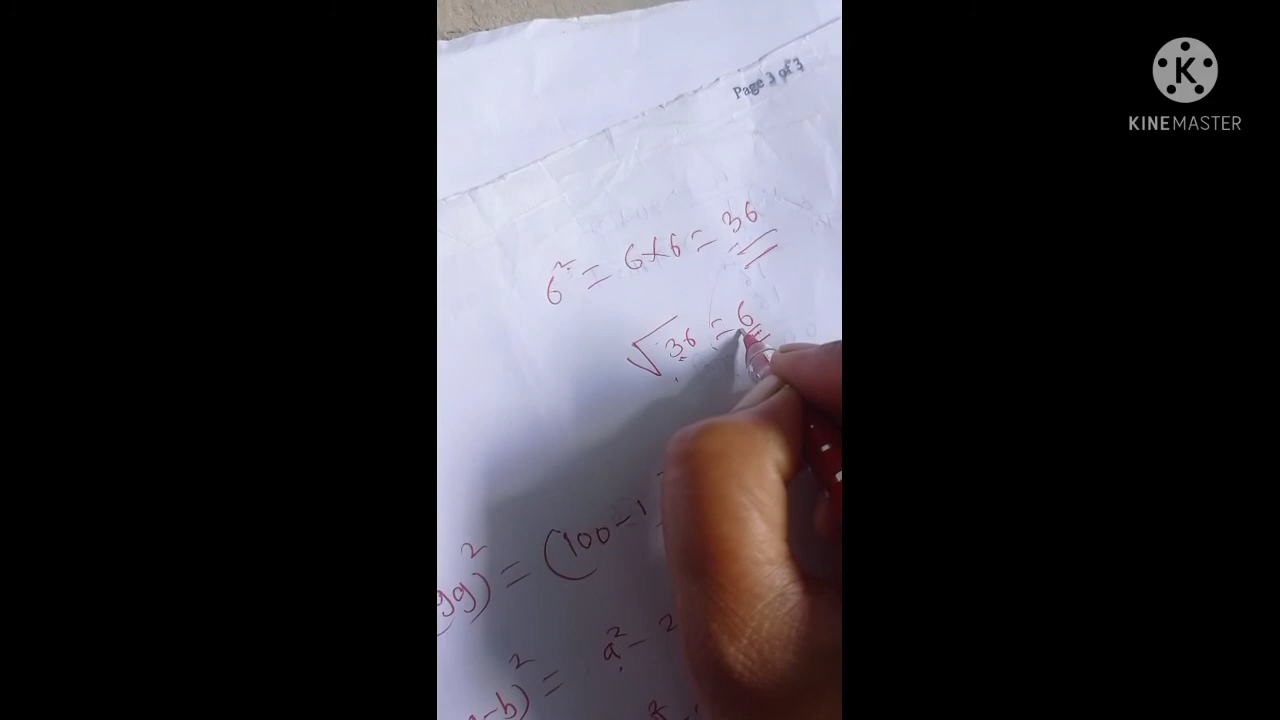 Page 3 of 3
K
KINEMASTER
6² = 6×6 = 36
√36 = 6
99)² = (100-1
-b)² = a² - 2